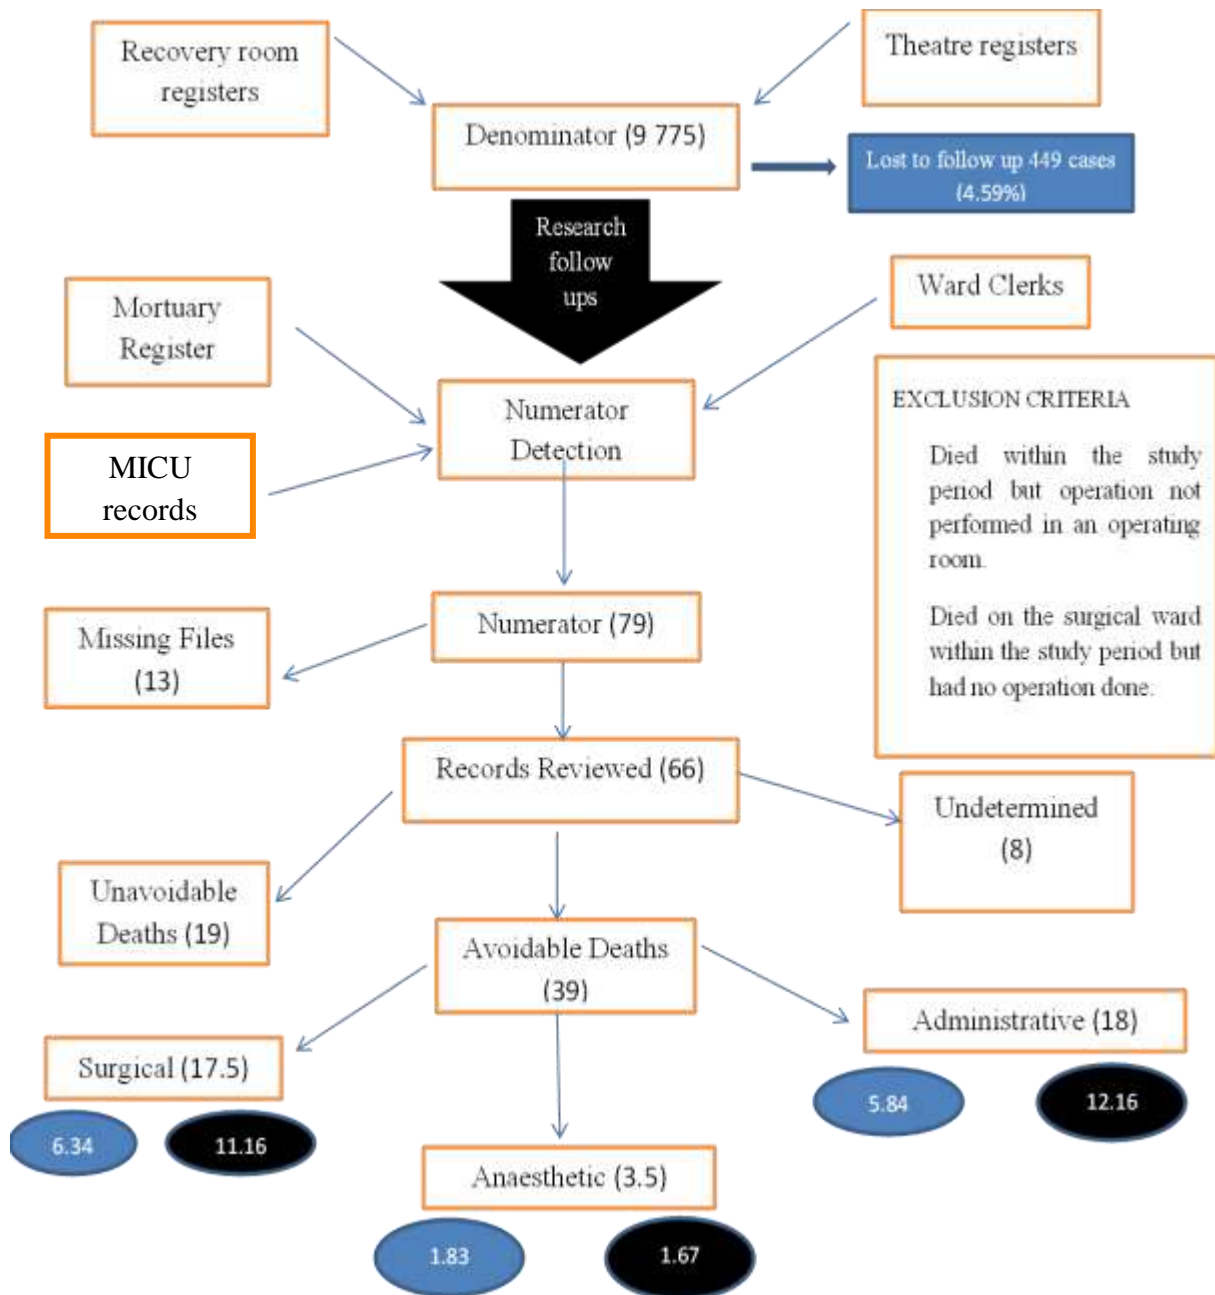 Recovery room
registers
Theatre registers
Denominator (9 775)
Lost to follow up 449 cases
(4.59%)
Research
follow
ups
Mortuary
Register
Ward Clerks
MICU
records
Numerator
Detection
EXCLUSION CRITERIA
Died within the study
period but operation not
performed in an operating
room.
Died on the surgical ward
within the study period but
had no operation done.
Missing Files
(13)
Numerator (79)
Records Reviewed (66)
Undetermined
(8)
Unavoidable
Deaths (19)
Avoidable Deaths
(39)
Administrative (18)
Surgical (17.5)
5.84
12.16
6.34
11.16
Anaesthetic (3.5)
1.83
1.67